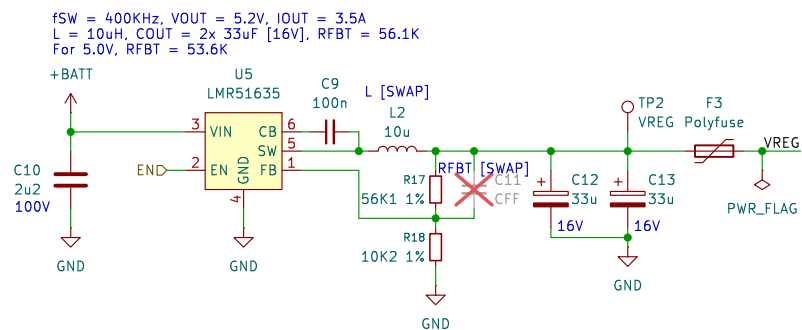 fSW = 400KHz, VOUT = 5.2V, IOUT = 3.5A
L = 10uH, COUT = 2x 33uF [16V], RFBT = 56.1K
For 5.0V, RFBT = 53.6K
+BATT
U5
LMR51635
C9
100n
L [SWAP]
L2
10u
TP2
VREG
F3
Polyfuse
3
VIN
CB
6
SW
5
EN
2
EN
GND
FB
1
4
VREG
C10
2u2
100V
RFBT [SWAP]
R17
56K1 1%
C11
CFF
+
C12
33u
16V
+
C13
33u
16V
PWR_FLAG
R18
10K2 1%
GND
GND
GND
GND